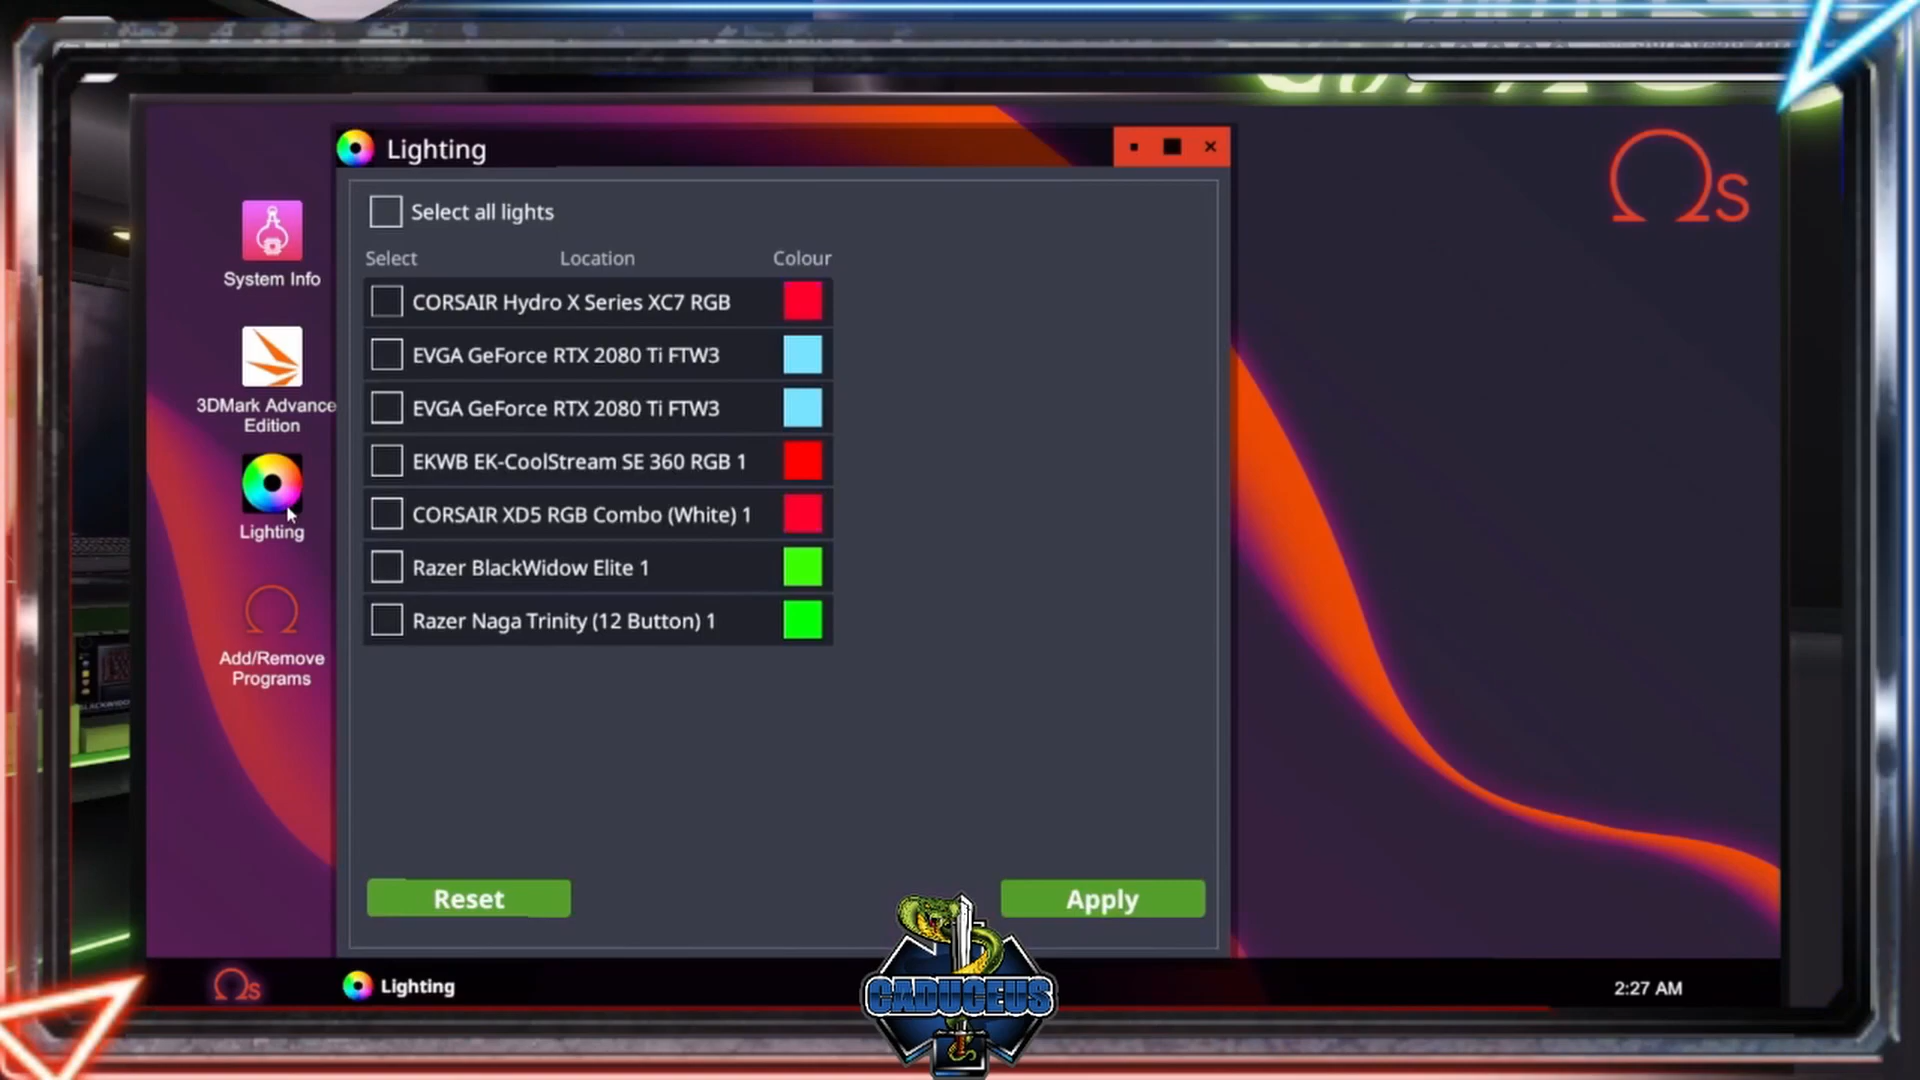 Lighting
Select all lights
Select Location Colour
CORSAIR Hydro X Series XC7 RGB
EVGA GeForce RTX 2080 Ti FTW3
EVGA GeForce RTX 2080 Ti FTW3
EKWB EK-CoolStream SE 360 RGB 1
CORSAIR XD5 RGB Combo (White) 1
Razer BlackWidow Elite 1
Razer Naga Trinity (12 Button) 1
Reset
Apply
System Info
3DMark Advance
Edition
Lighting
Add/Remove
Programs
Ωs
Ωs
Lighting
CADUCEUS
2:27 AM